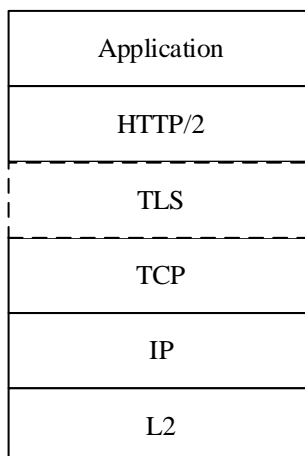 Application
HTTP/2
TLS
TCP
IP
L2